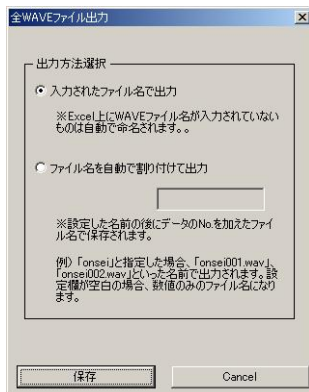 全WAVEファイル出力
出力方法選択
入力されたファイル名で出力
※Excel上にWAVEファイル名が入力されていない
ものは自動で命名されます。。
ファイル名を自動で割り付けて出力
※設定した名前の後にデータのNo.を加えたファイ
ル名で保存されます。
例)「onsei」と指定した場合、「onsei001.wav」、
「onsei002.wav」といった名前で出力されます。設
定欄が空白の場合、数値のみのファイル名になり
ます。
保存
Cancel